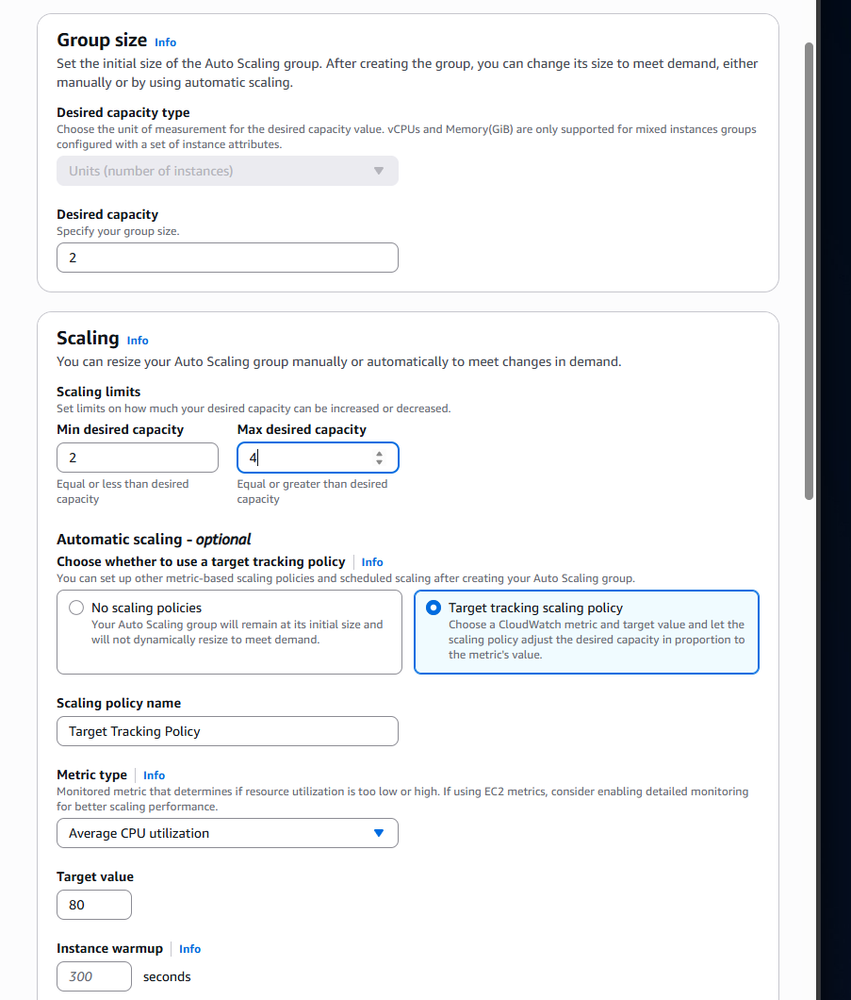 Group size Info
Set the initial size of the Auto Scaling group. After creating the group, you can change its size to meet demand, either
manually or by using automatic scaling.
Desired capacity type
Choose the unit of measurement for the desired capacity value. vCPUs and Memory(GiB) are only supported for mixed instances groups
configured with a set of instance attributes.
Units (number of instances)
Desired capacity
Specify your group size.
2
Scaling Info
You can resize your Auto Scaling group manually or automatically to meet changes in demand.
Scaling limits
Set limits on how much your desired capacity can be increased or decreased.
Min desired capacity
2
Equal or less than desired
capacity
Max desired capacity
4
Equal or greater than desired
capacity
Automatic scaling - optional
Choose whether to use a target tracking policy Info
You can set up other metric-based scaling policies and scheduled scaling after creating your Auto Scaling group.
No scaling policies
Your Auto Scaling group will remain at its initial size and
will not dynamically resize to meet demand.
Target tracking scaling policy
Choose a CloudWatch metric and target value and let the
scaling policy adjust the desired capacity in proportion to
the metric's value.
Scaling policy name
Target Tracking Policy
Metric type Info
Monitored metric that determines if resource utilization is too low or high. If using EC2 metrics, consider enabling detailed monitoring
for better scaling performance.
Average CPU utilization
Target value
80
Instance warmup Info
300 seconds